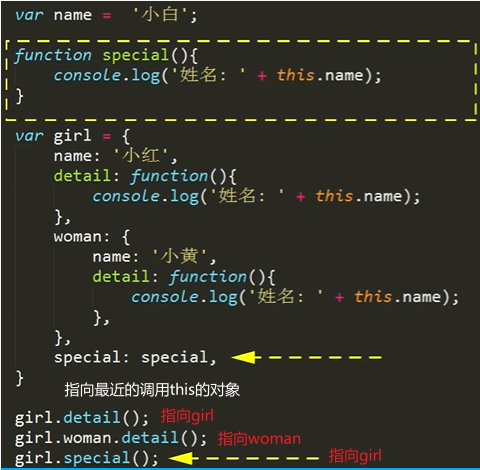 var name =  '小白';
function special(){
console.log('姓名: ' + this.name);
}
var girl = {
name: '小红',
detail: function(){
console.log('姓名: ' + this.name);
},
woman: {
name: '小黄',
detail: function(){
console.log('姓名: ' + this.name);
},
},
special: special,
}
指向最近的调用this的对象
girl.detail(); 指向girl
girl.woman.detail(); 指向woman
girl.special(); 指向girl